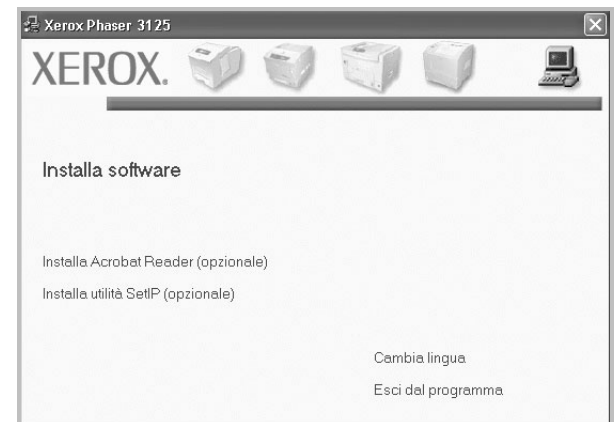 Xerox Phaser 3125
XEROX.
Installa software
Installa Acrobat Reader (opzionale)
Installa utilità SetIP (opzionale)
Cambia lingua
Esci dal programma